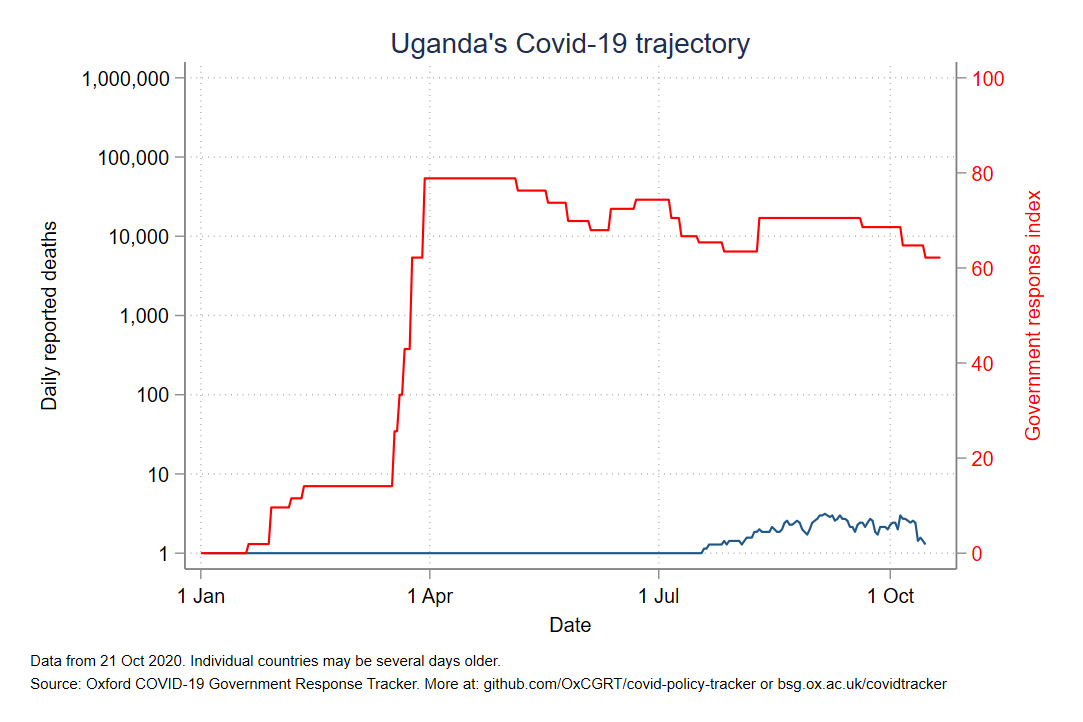 Uganda's Covid-19 trajectory
1,000,000
100,000
10,000
1,000
100
10
1
Daily reported deaths
100
80
60
40
20
0
Government response index
1 Jan
1 Apr
1 Jul
1 Oct
Date
Data from 21 Oct 2020. Individual countries may be several days older.
Source: Oxford COVID-19 Government Response Tracker. More at: github.com/OxCGRT/covid-policy-tracker or bsg.ox.ac.uk/covidtracker